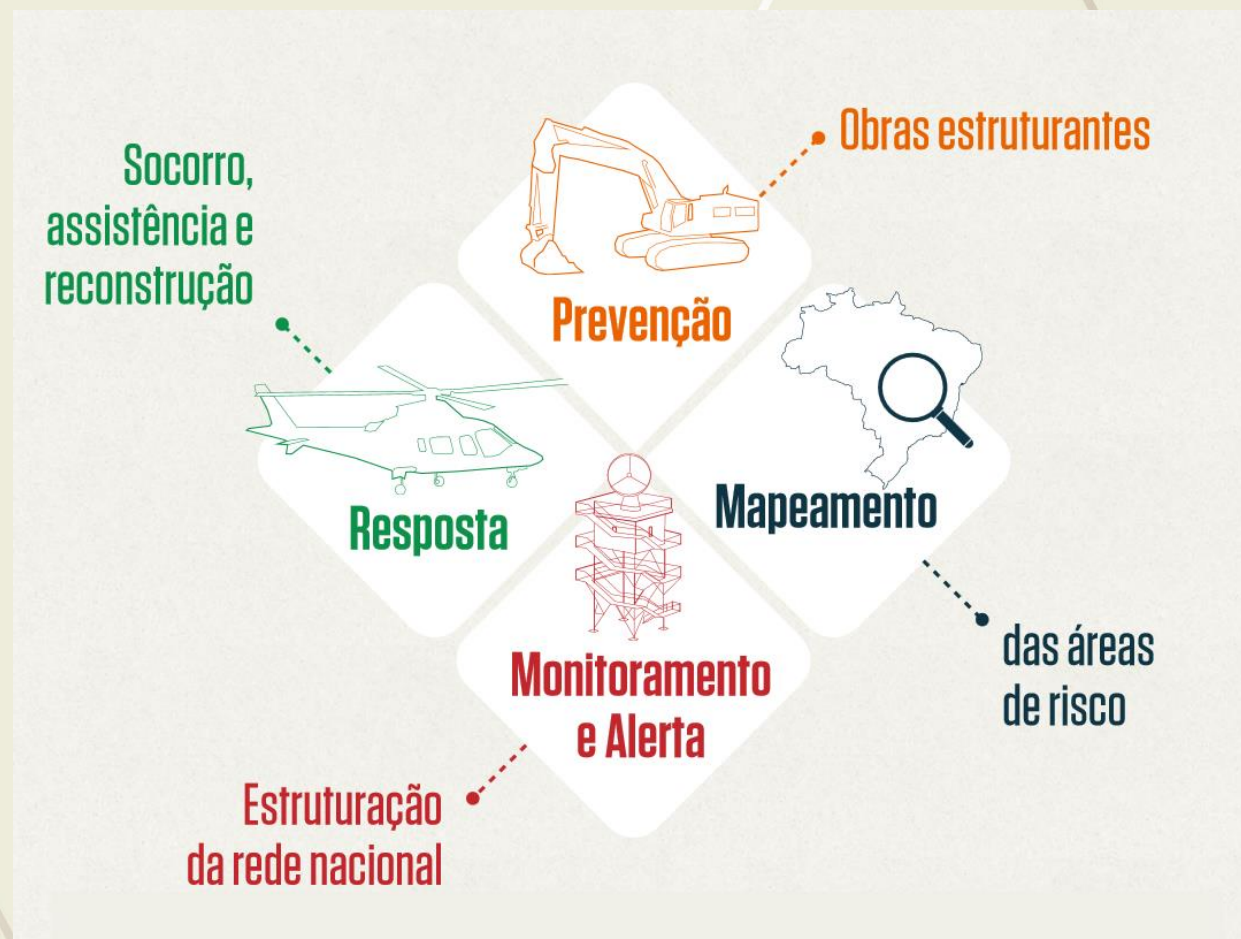 Obras estruturantes
Prevenção
Socorro,
assistência e
reconstrução
Resposta
Mapeamento
das áreas
de risco
Monitoramento
e Alerta
Estruturação
da rede nacional